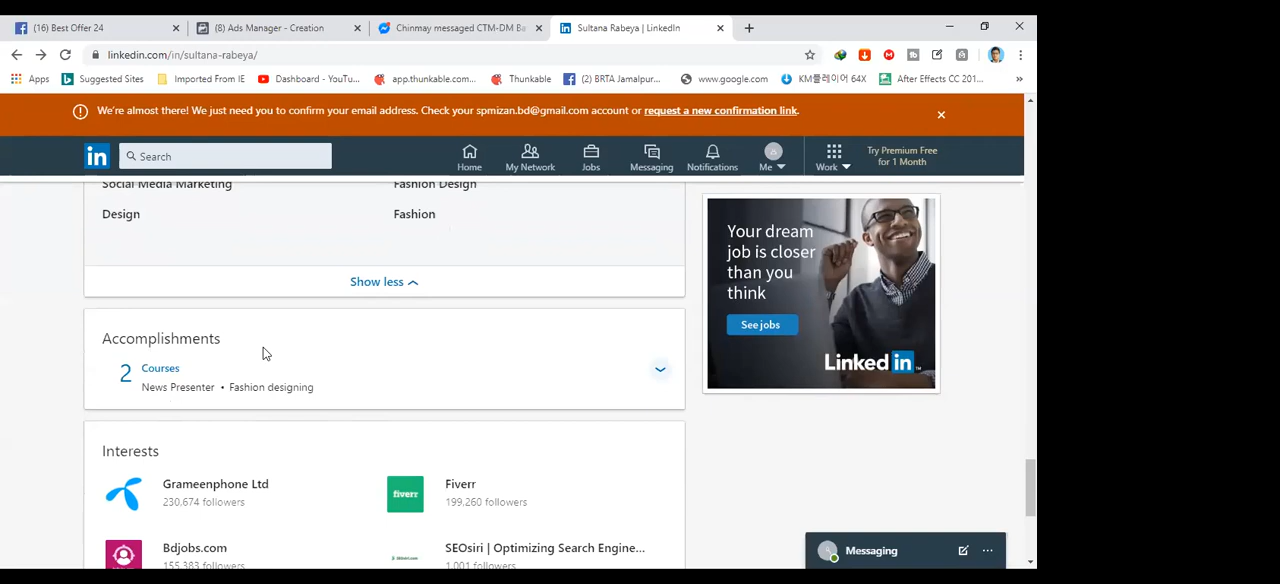 (16) Best Offer 24
(8) Ads Manager - Creation
Chinmay messaged CTM-DM Ba
Sultana Rabeya | LinkedIn
linkedin.com/in/sultana-rabeya/
Apps
Suggested Sites
Imported From IE
Dashboard - YouTu...
app.thunkable.com...
Thunkable
(2) BRTA Jamalpur...
www.google.com
KM플레이어 64X
After Effects CC 201...
We're almost there! We just need you to confirm your email address. Check your spmizan.bd@gmail.com account or request a new confirmation link.
in
Search
Home
My Network
Jobs
Messaging
Notifications
Me
Work
Try Premium Free
for 1 Month
Social Media Marketing
Fashion Design
Design
Fashion
Show less
Accomplishments
2
Courses
News Presenter • Fashion designing
Interests
Grameenphone Ltd
230,674 followers
fiverr
Fiverr
199,260 followers
Bdjobs.com
155,383 followers
SEOsiri | Optimizing Search Engine...
1,001 followers
Your dream
job is closer
than you
think
See jobs
Linked in
Messaging